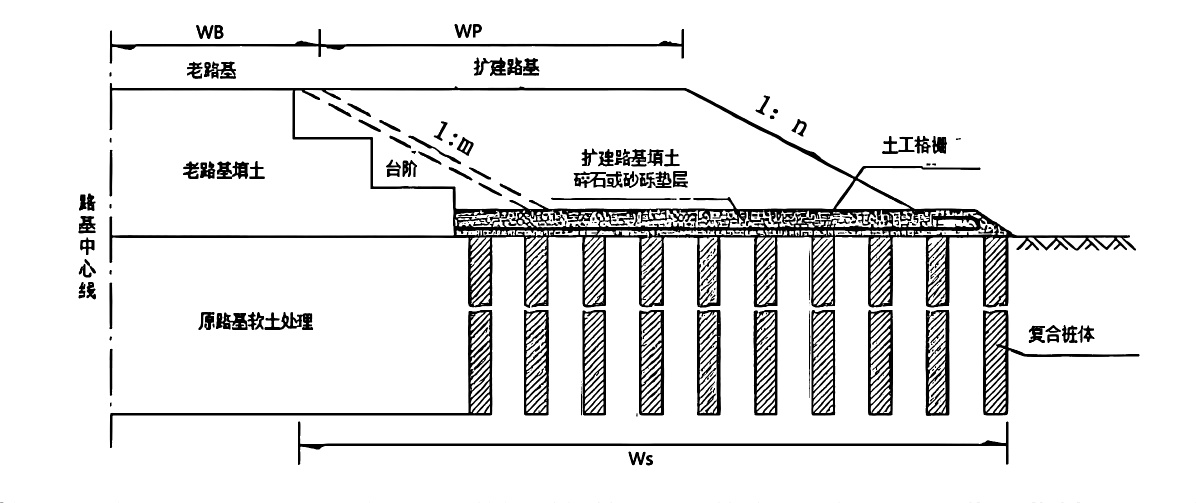 WB
WP
老路基
扩建路基
1:m
1:n
老路基填土
台阶
扩建路基填土
碎石或砂砾垫层
土工格栅
路基中心线
原路基软土处理
复合桩体
Ws